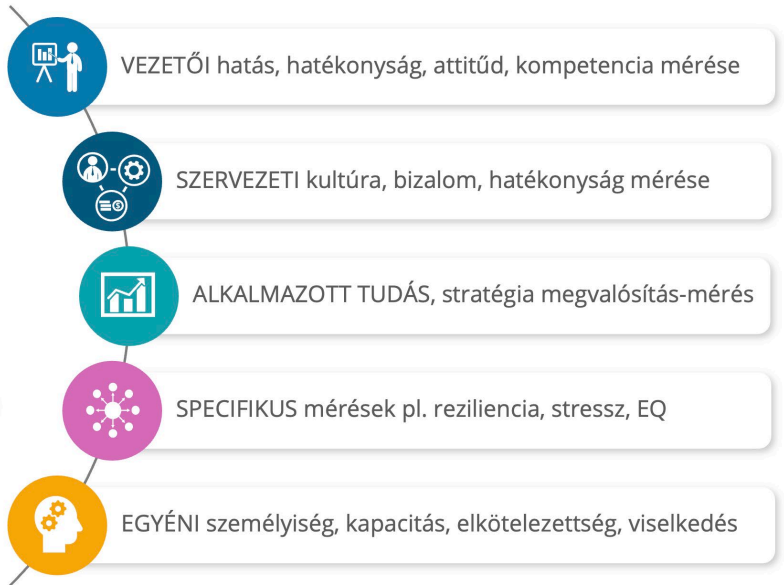 VEZETŐI hatás, hatékonyság, attitűd, kompetencia mérése
SZERVEZETI kultúra, bizalom, hatékonyság mérése
ALKALMAZOTT TUDÁS, stratégia megvalósítás-mérés
SPECIFIKUS mérések pl. reziliencia, stressz, EQ
EGYÉNI személyiség, kapacitás, elkötelezettség, viselkedés